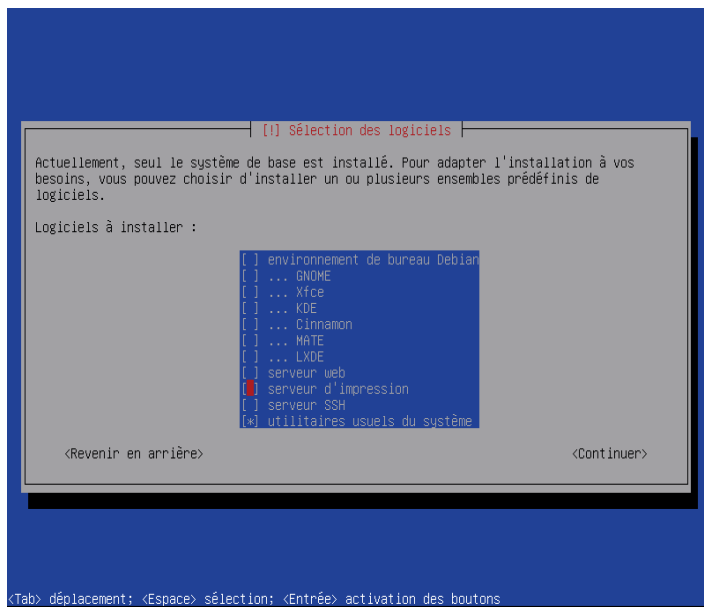 [!] Sélection des logiciels
Actuellement, seul le système de base est installé. Pour adapter l'installation à vos
besoins, vous pouvez choisir d'installer un ou plusieurs ensembles prédéfinis de
logiciels.
Logiciels à installer :
[ ] environnement de bureau Debian
[ ] ... GNOME
[ ] ... Xfce
[ ] ... KDE
[ ] ... Cinnamon
[ ] ... MATE
[ ] ... LXDE
[ ] serveur web
[ ] serveur d'impression
[ ] serveur SSH
[*] utilitaires usuels du système
<Revenir en arrière> <Continuer>
<Tab> déplacement; <Espace> sélection; <Entrée> activation des boutons